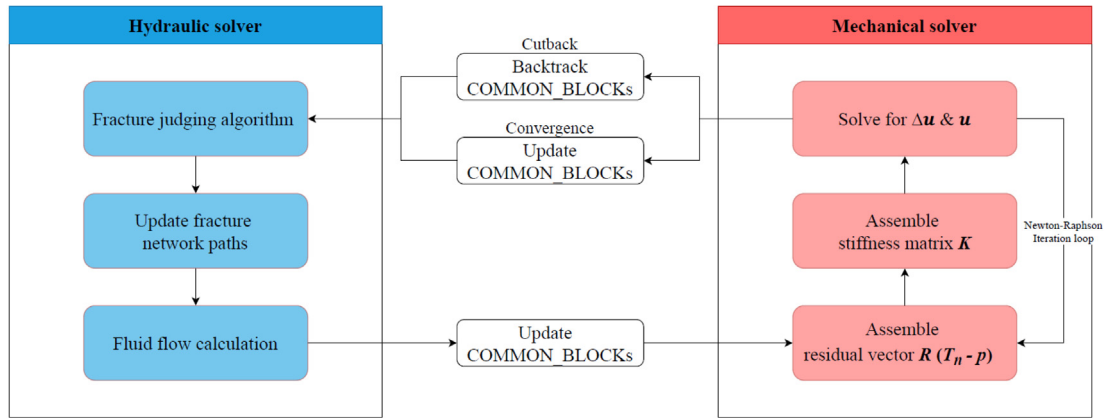 Hydraulic solver
Fracture judging algorithm
Update fracture
network paths
Fluid flow calculation
Cutback
Backtrack
COMMON_BLOCKs
Convergence
Update
COMMON_BLOCKs
Update
COMMON_BLOCKs
Mechanical solver
Solve for Δu & u
Assemble
stiffness matrix K
Assemble
residual vector R (Tₙ - p)
Newton-Raphson
Iteration loop